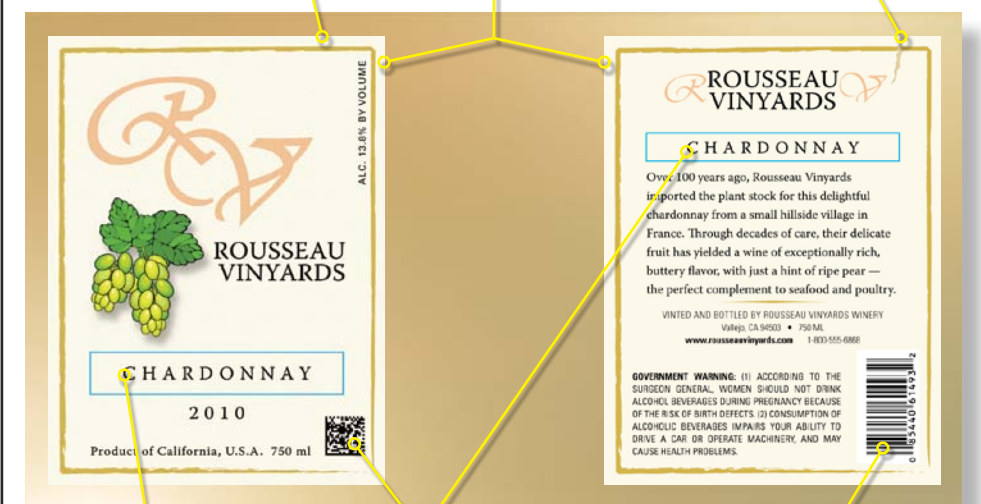 RV
ALC. 13.8% BY VOLUME
ROUSSEAU
VINYARDS
CHARDONNAY
2010
Product of California, U.S.A. 750 ml
R ROUSSEAU V
VINYARDS
CHARDONNAY
Over 100 years ago, Rousseau Vinyards
imported the plant stock for this delightful
chardonnay from a small hillside village in
France. Through decades of care, their delicate
fruit has yielded a wine of exceptionally rich,
buttery flavor, with just a hint of ripe pear —
the perfect complement to seafood and poultry.
VINTED AND BOTTLED BY ROUSSEAU VINYARDS WINERY
Vallejo, CA 94503 • 750 ML
www.rousseauvinyards.com 1-800-555-6868
GOVERNMENT WARNING: (1) ACCORDING TO THE
SURGEON GENERAL, WOMEN SHOULD NOT DRINK
ALCOHOL BEVERAGES DURING PREGNANCY BECAUSE
OF THE RISK OF BIRTH DEFECTS. (2) CONSUMPTION OF
ALCOHOLIC BEVERAGES IMPAIRS YOUR ABILITY TO
DRIVE A CAR OR OPERATE MACHINERY, AND MAY
CAUSE HEALTH PROBLEMS.
0 85440 61493 2